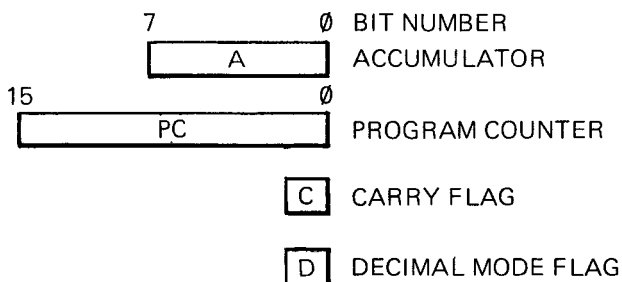 7 Ø BIT NUMBER
A ACCUMULATOR
15 Ø
PC PROGRAM COUNTER
C CARRY FLAG
D DECIMAL MODE FLAG